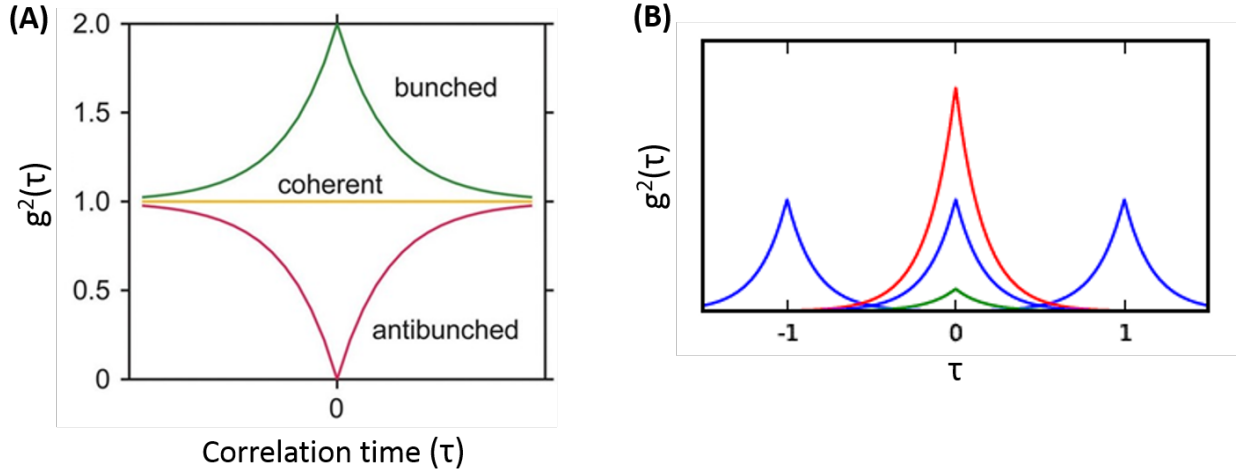 (A)
g²(τ)
2.0
1.5
1.0
0.5
0
bunched
coherent
antibunched
0
Correlation time (τ)
(B)
g²(τ)
-1 0 1
τ